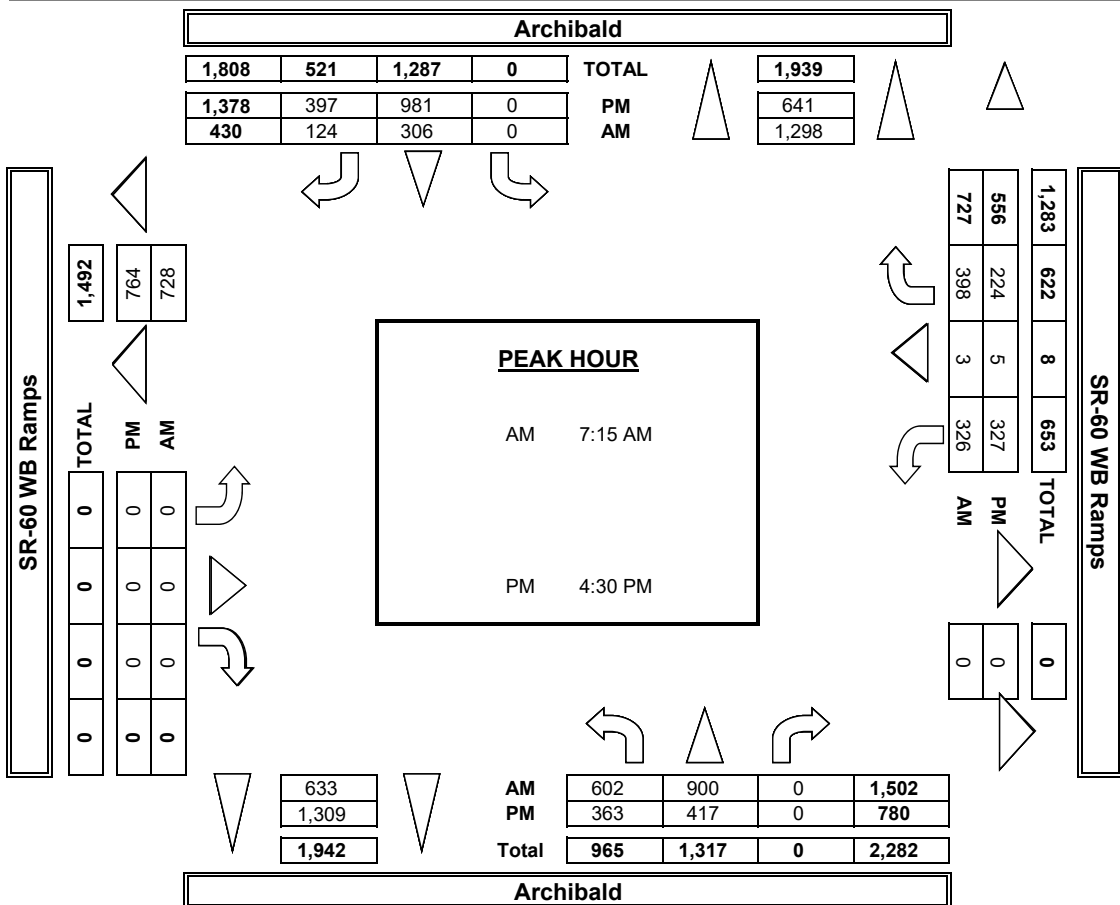 Archibald
1,808 521 1,287 0 TOTAL 1,939
1,378 397 981 0 PM 641
430 124 306 0 AM 1,298
SR-60 WB Ramps
1,492
764
728
TOTAL 0 0 0 0
PM 0 0 0 0
AM 0 0 0 0
PEAK HOUR
AM 7:15 AM
PM 4:30 PM
1,283 622 8 653 TOTAL 0
556 224 5 327 PM 0
727 398 3 326 AM 0
SR-60 WB Ramps
633 AM 602 900 0 1,502
1,309 PM 363 417 0 780
1,942 Total 965 1,317 0 2,282
Archibald